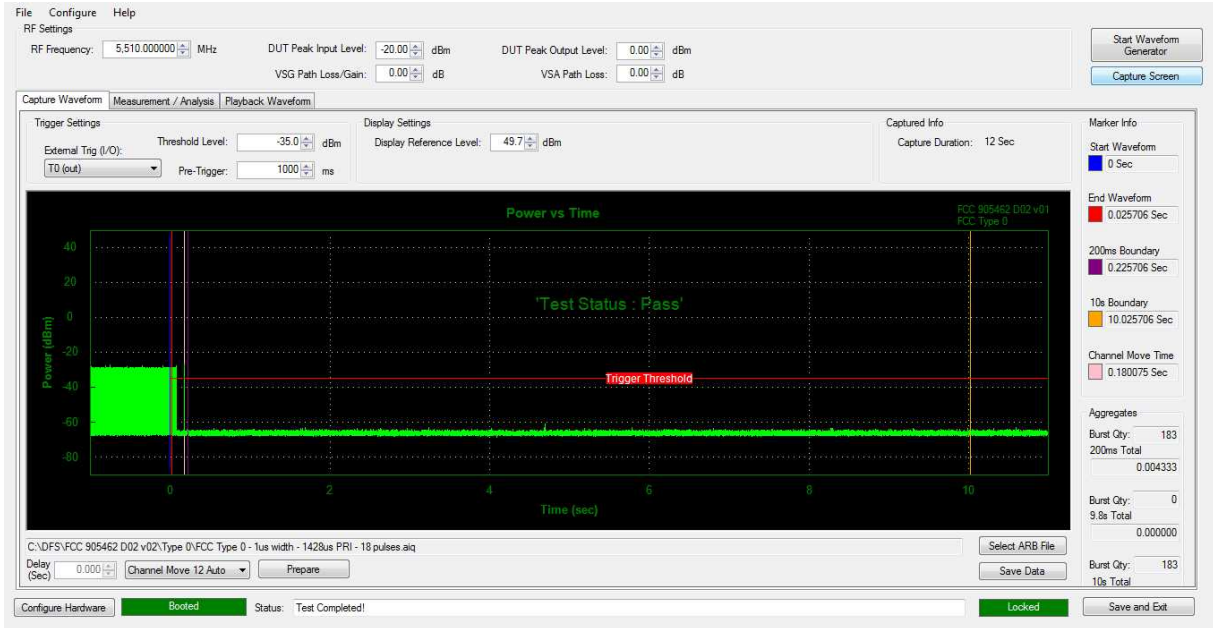 File Configure Help
RF Settings
RF Frequency: 5,510.000000 MHz DUT Peak Input Level: -20.00 dBm DUT Peak Output Level: 0.00 dBm
VSG Path Loss/Gain: 0.00 dB VSA Path Loss: 0.00 dB
Start Waveform Generator
Capture Screen
Capture Waveform Measurement / Analysis Playback Waveform
Trigger Settings
External Trig (I/O):
T0 (out)
Threshold Level: -35.0 dBm
Pre-Trigger: 1000 ms
Display Settings
Display Reference Level: 49.7 dBm
Captured Info
Capture Duration: 12 Sec
Power vs Time
FCC 905462 D02 v01
FCC Type 0
'Test Status : Pass'
Trigger Threshold
Power (dBm)
40
20
0
-20
-40
-60
-80
0 2 4 6 8 10
Time (sec)
Marker Info
Start Waveform
0 Sec
End Waveform
0.025706 Sec
200ms Boundary
0.225706 Sec
10s Boundary
10.025706 Sec
Channel Move Time
0.180075 Sec
Aggregates
Burst Qty: 183
200ms Total
0.004333
Burst Qty: 0
9.8s Total
0.000000
Burst Qty: 183
10s Total
C:\DFS\FCC 905462 D02 v02\Type 0\FCC Type 0 - 1us width - 1428us PRI - 18 pulses.aiq
Select ARB File
Delay (Sec) 0.000 Channel Move 12 Auto Prepare
Save Data
Configure Hardware Booted Status: Test Completed! Locked Save and Exit